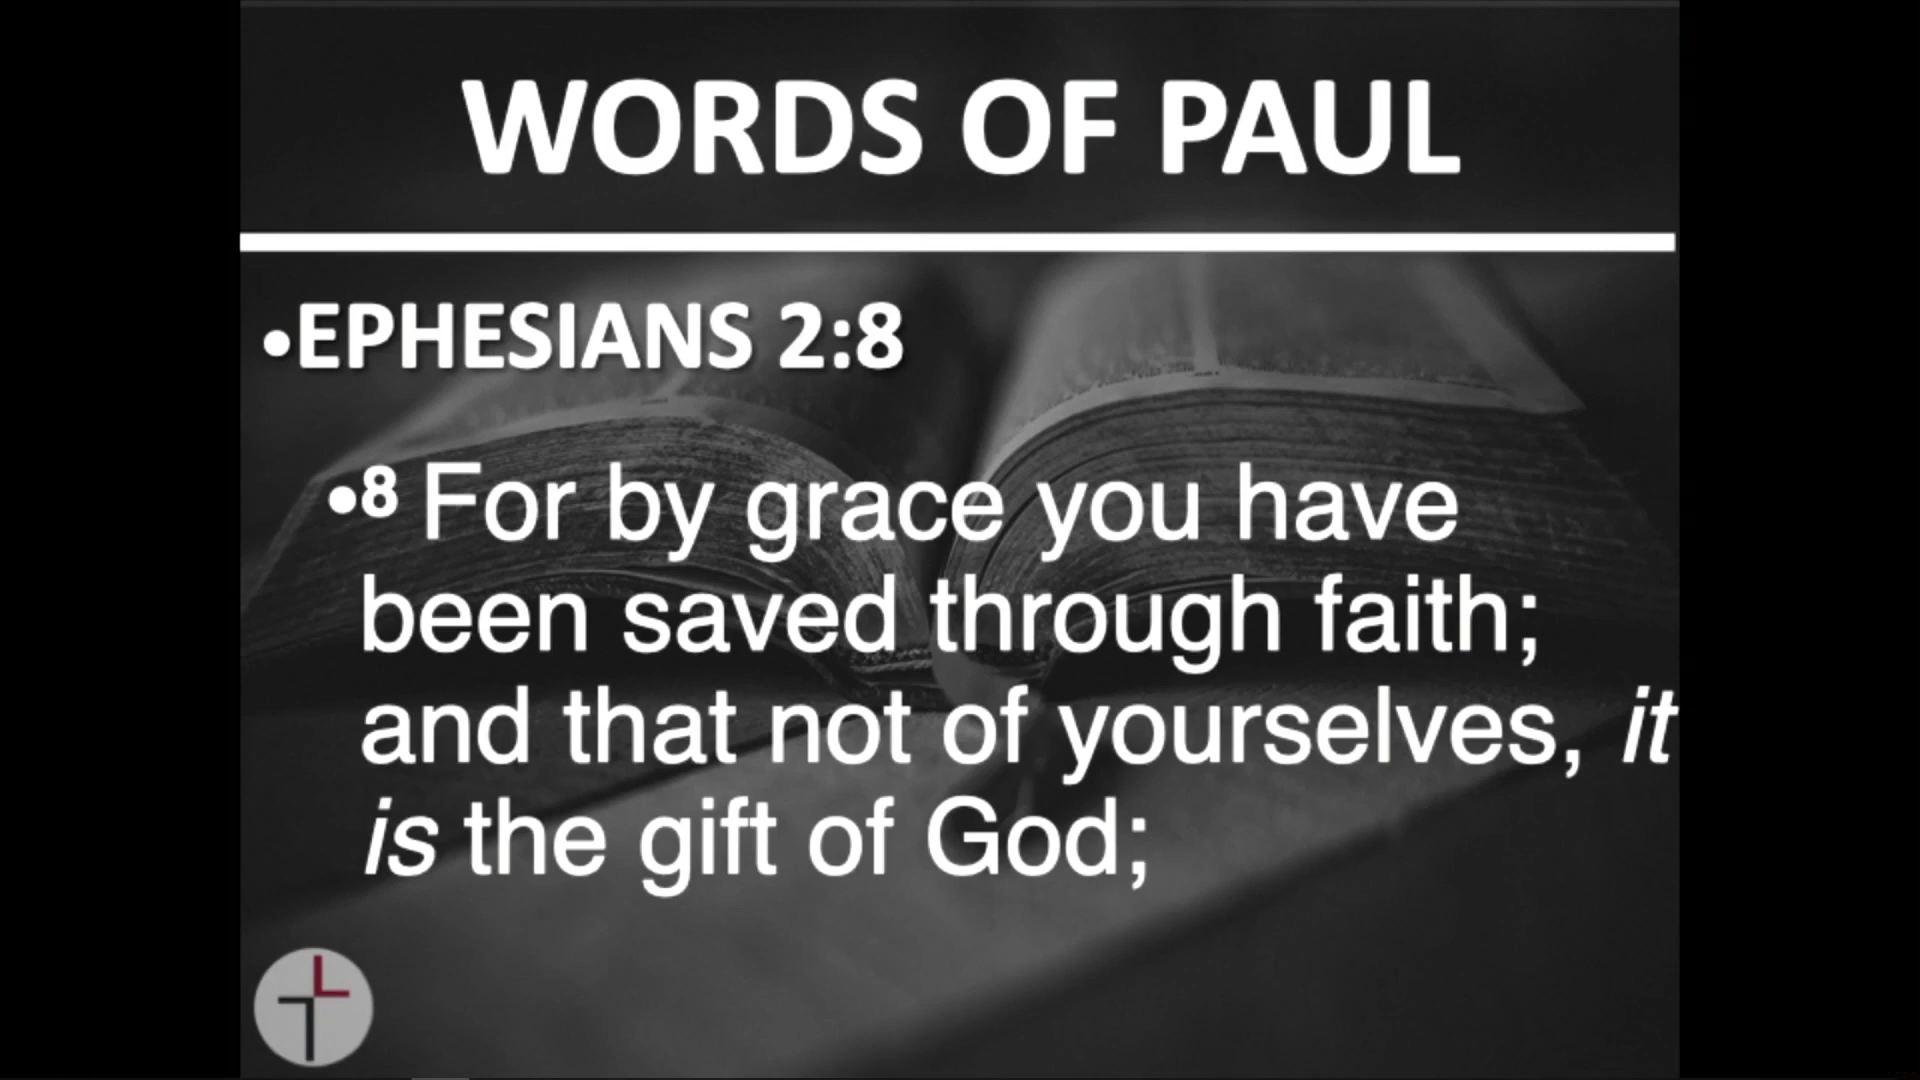 WORDS OF PAUL
•EPHESIANS 2:8
•8 For by grace you have
been saved through faith;
and that not of yourselves, it
is the gift of God;